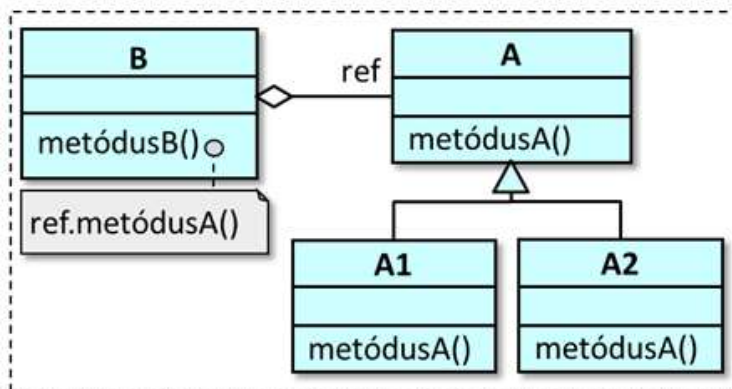 B
metódusB()
ref.metódusA()
ref
A
metódusA()
A1
metódusA()
A2
metódusA()